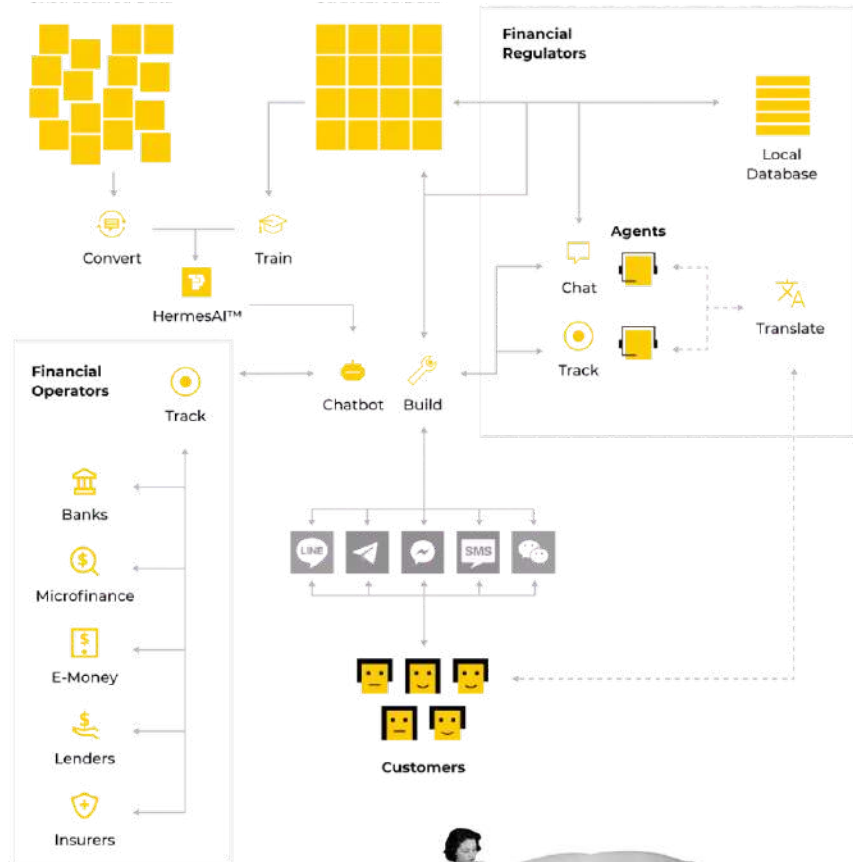 Financial
Regulators
Local
Database
Agents
Convert
Train
Chat
HermesAI™
Translate
Track
Financial
Operators
Chatbot
Build
Track
Banks
LINE
SMS
Microfinance
E-Money
Lenders
Customers
Insurers